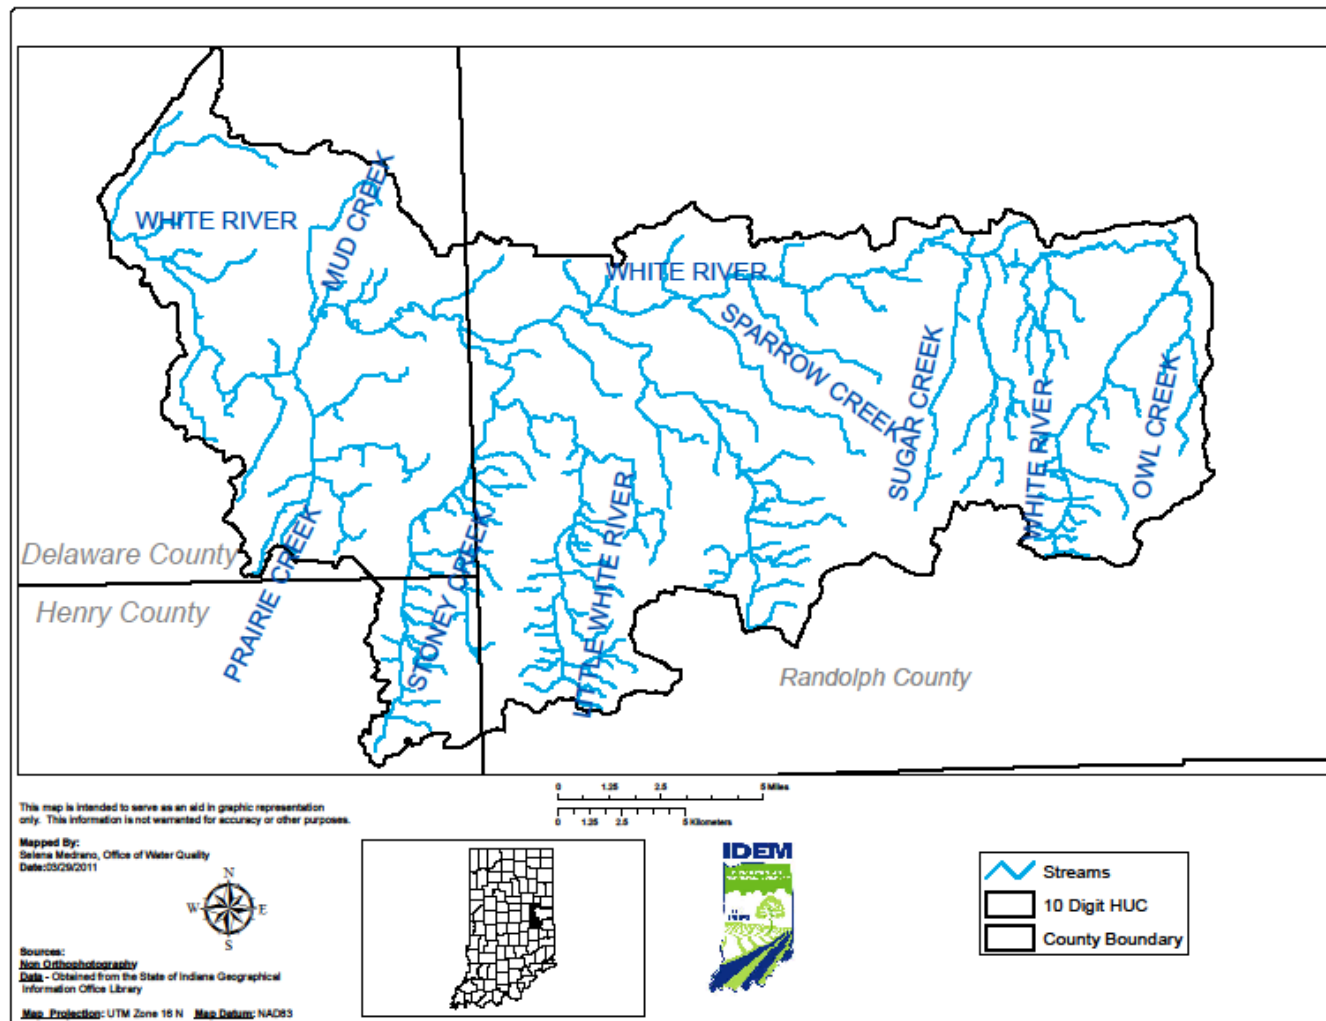 WHITE RIVER
MUD CREEK
WHITE RIVER
SPARROW CREEK
SUGAR CREEK
WHITE RIVER
OWL CREEK
Delaware County
Henry County
PRAIRIE CREEK
STONEY CREEK
LITTLE WHITE RIVER
Randolph County
0 1.25 2.5 5 Miles
0 1.25 2.5 5 Kilometers
This map is intended to serve as an aid in graphic representation
only. This information is not warranted for accuracy or other purposes.
Mapped By:
Selena Medrano, Office of Water Quality
Date:03/29/2011
N
W E
S
Sources:
Non Orthophotography
Data - Obtained from the State of Indiana Geographical
Information Office Library
Map Projection: UTM Zone 16 N Map Datum: NAD83
IDEM
Streams
10 Digit HUC
County Boundary